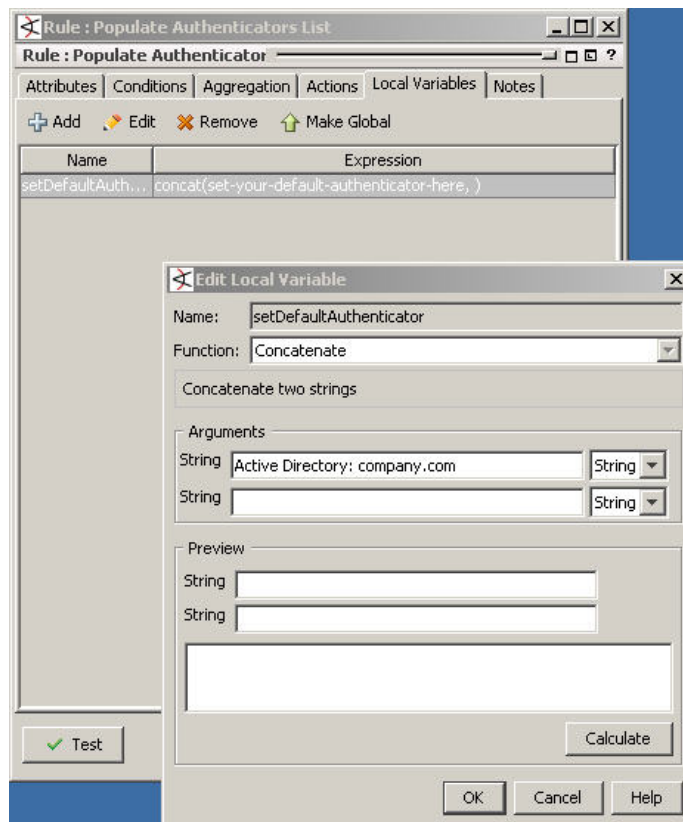 Rule : Populate Authenticators List
Rule : Populate Authenticator
?
Attributes Conditions Aggregation Actions Local Variables Notes
Add Edit Remove Make Global
Name Expression
setDefaultAuth... concat(set-your-default-authenticator-here, )
Edit Local Variable
Name: setDefaultAuthenticator
Function: Concatenate
Concatenate two strings
Arguments
String Active Directory: company.com String
String String
Preview
String
String
Calculate
Test
OK Cancel Help